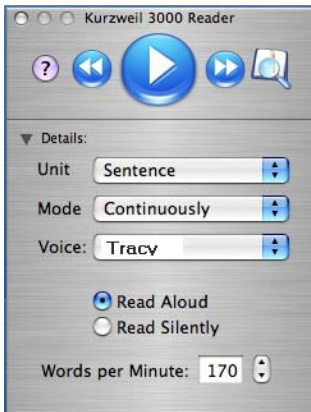 Kurzweil 3000 Reader
?
Details:
Unit Sentence
Mode Continuously
Voice: Tracy
Read Aloud
Read Silently
Words per Minute: 170